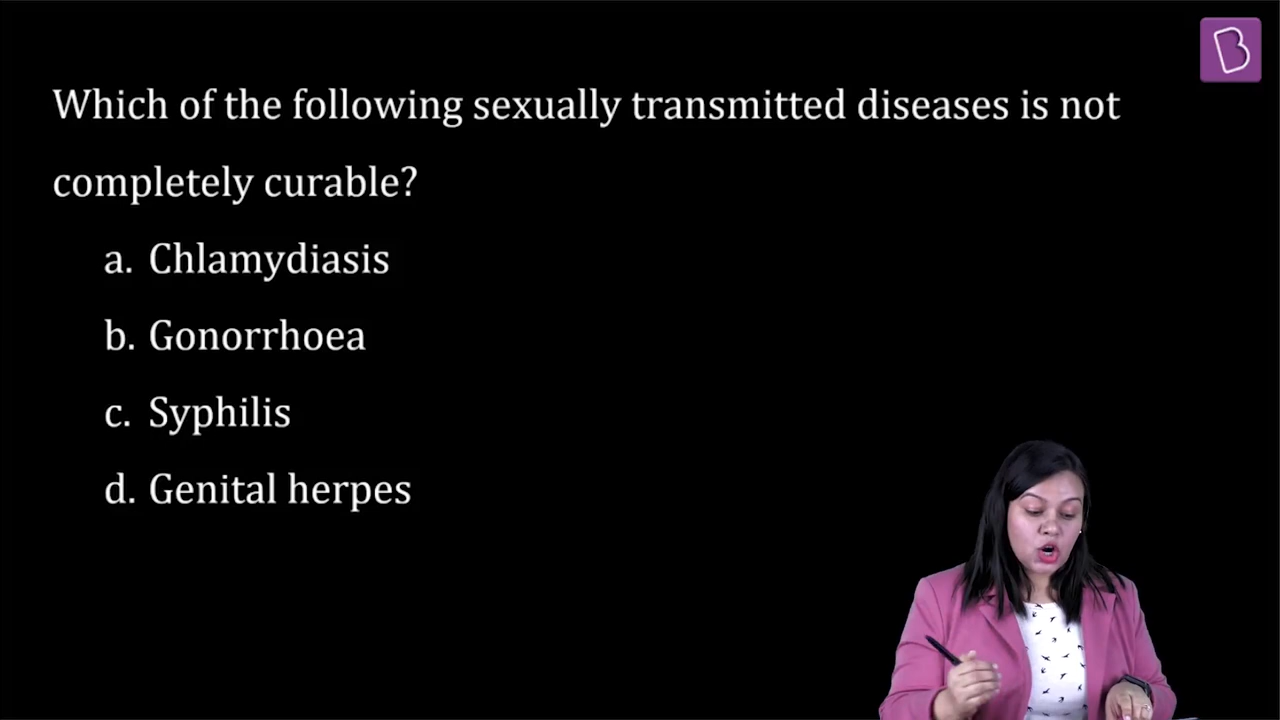 Which of the following sexually transmitted diseases is not
completely curable?
a. Chlamydiasis
b. Gonorrhoea
c. Syphilis
d. Genital herpes
B